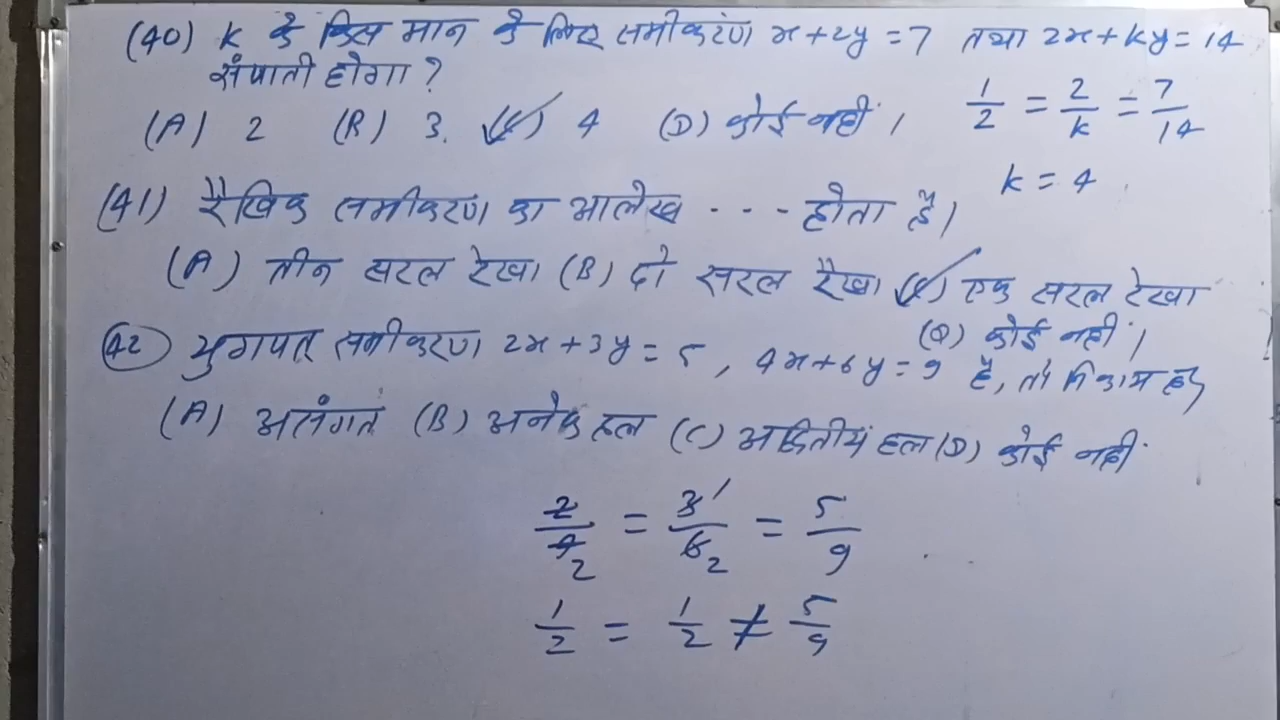 (40) k के किस मान के लिए समीकरण x+2y=7 तथा 2x+ky=14
संपाती होगा?
1/2 = 2/k = 7/14
(A) 2 (B) 3. (C) 4 (D) कोई नहीं।
k = 4
(41) रैखिक समीकरण का आलेख --- होता है।
(A) तीन सरल रेखा (B) दो सरल रेखा (C) एक सरल रेखा
(D) कोई नहीं।
(42) युगपत समीकरण 2x+3y=5, 4x+6y=9 है, तो निकाय है
(A) असंगत (B) अनेक हल (C) अद्वितीय हल (D) कोई नहीं
2/4 2 = 3 1/6 2 = 5/9
1/2 = 1/2 ≠ 5/9